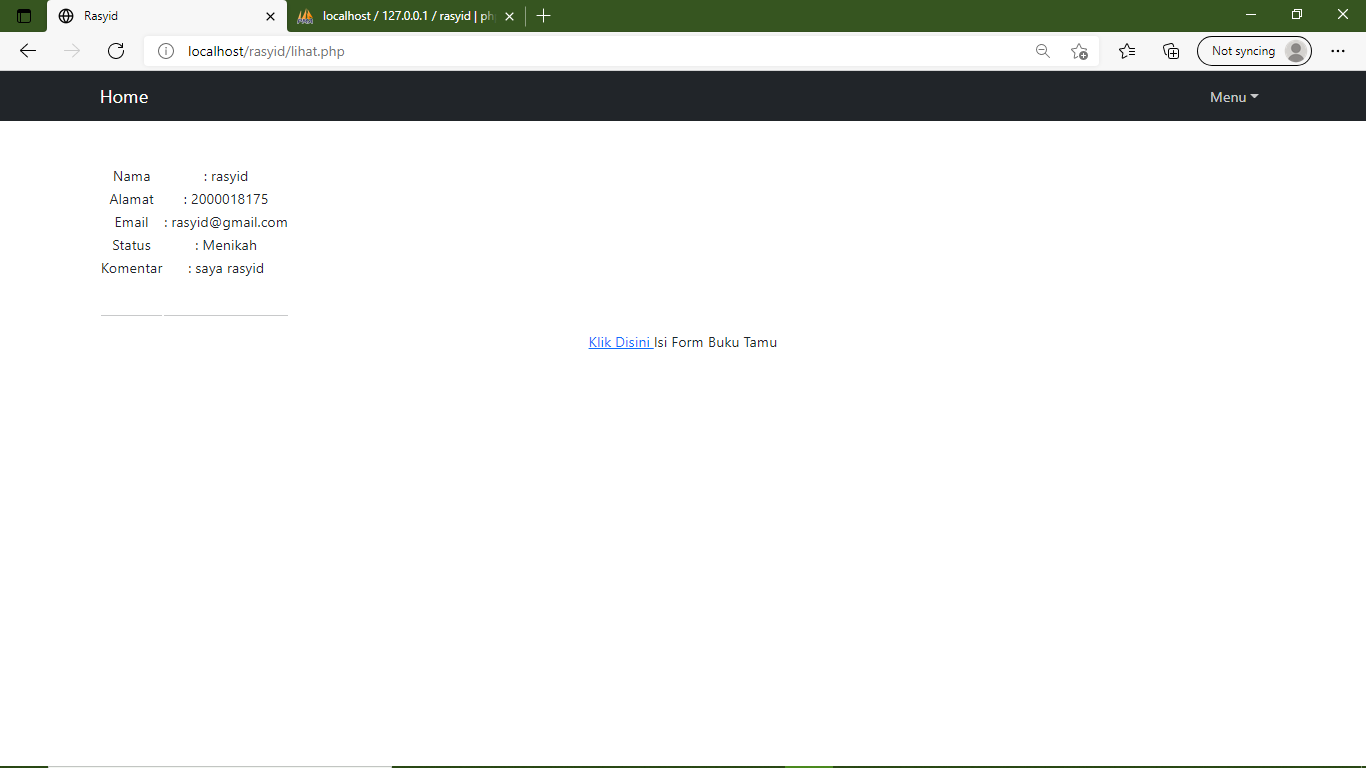 Rasyid
localhost / 127.0.0.1 / rasyid | ph
localhost/rasyid/lihat.php
Not syncing
Home
Menu
Nama : rasyid
Alamat : 2000018175
Email : rasyid@gmail.com
Status : Menikah
Komentar : saya rasyid
Klik Disini Isi Form Buku Tamu